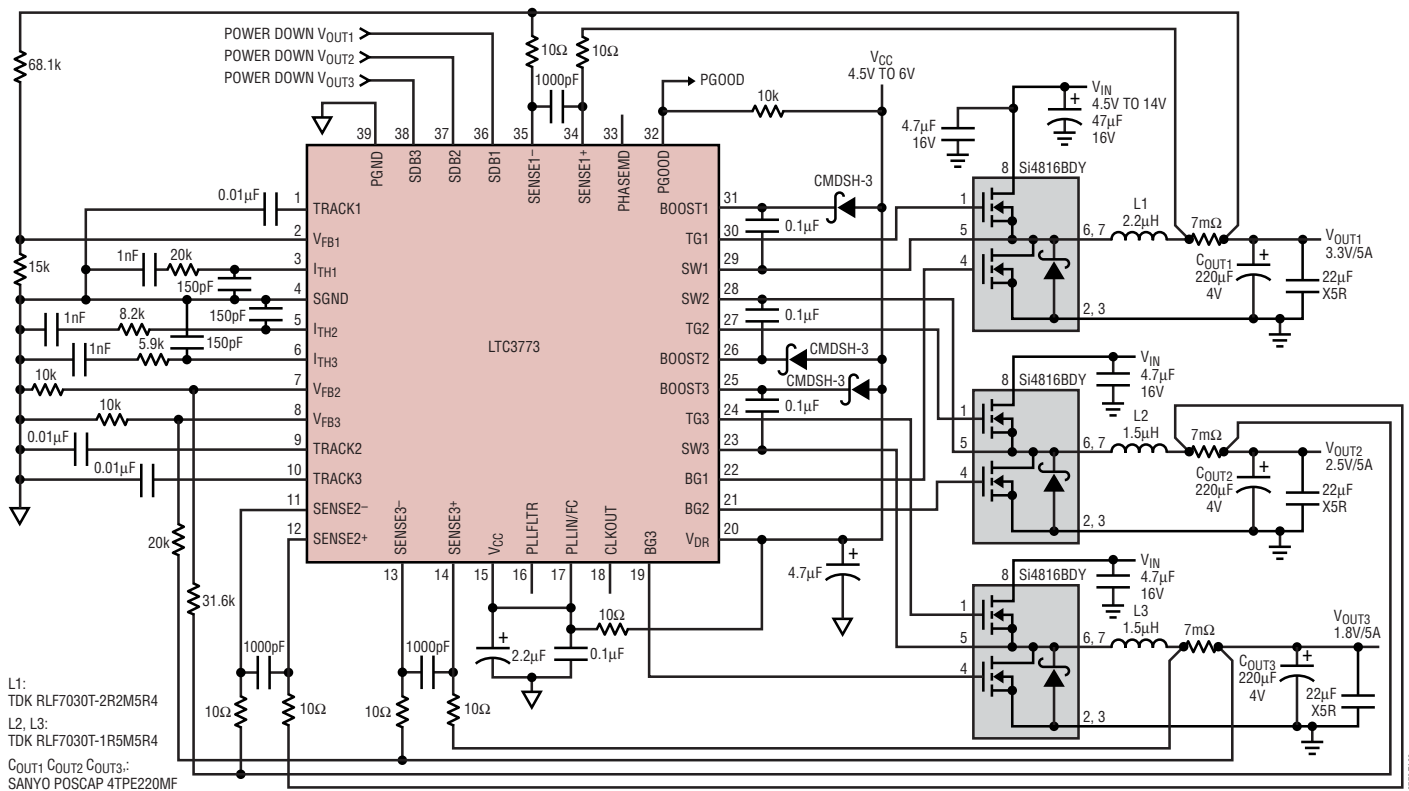 POWER DOWN VOUT1
POWER DOWN VOUT2
POWER DOWN VOUT3
68.1k
10Ω
10Ω
1000pF
PGOOD
10k
VCC
4.5V TO 6V
VIN
4.5V TO 14V
47µF
16V
4.7µF
16V
39
38
37
36
35
34
33
32
PGND
SDB3
SDB2
SDB1
SENSE1-
SENSE1+
PHASEMD
PGOOD
0.01µF
1
TRACK1
2
VFB1
15k
1nF
20k
3
ITH1
150pF
4
SGND
150pF
1nF
8.2k
5
ITH2
1nF
5.9k
150pF
6
ITH3
10k
7
VFB2
10k
8
VFB3
0.01µF
9
TRACK2
0.01µF
10
TRACK3
11
SENSE2–
12
SENSE2+
20k
31.6k
LTC3773
BOOST1
31
CMDSH-3
0.1µF
TG1
30
SW1
29
SW2
28
0.1µF
TG2
27
BOOST2
26
CMDSH-3
BOOST3
25
CMDSH-3
0.1µF
TG3
24
SW3
23
BG1
22
BG2
21
VDR
20
4.7µF
SENSE3-
SENSE3+
VCC
PLLFLTR
PLLIN/FC
CLKOUT
BG3
13
14
15
16
17
18
19
10Ω
2.2µF
0.1µF
1000pF
1000pF
10Ω
10Ω
10Ω
10Ω
8
Si4816BDY
1
5
4
6, 7
2, 3
L1
2.2µH
7mΩ
VOUT1
3.3V/5A
COUT1
220µF
4V
22µF
X5R
8
Si4816BDY
VIN
4.7µF
16V
1
5
4
6, 7
2, 3
L2
1.5µH
7mΩ
VOUT2
2.5V/5A
COUT2
220µF
4V
22µF
X5R
8
Si4816BDY
VIN
4.7µF
16V
1
5
4
6, 7
2, 3
L3
1.5µH
7mΩ
VOUT3
1.8V/5A
COUT3
220µF
4V
22µF
X5R
L1:
TDK RLF7030T-2R2M5R4
L2, L3:
TDK RLF7030T-1R5M5R4
COUT1 COUT2 COUT3,:
SANYO POSCAP 4TPE220MF